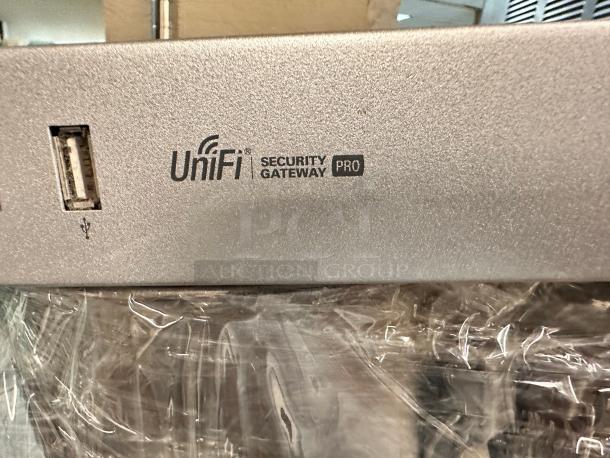 UniFi® SECURITY
GATEWAY PRO
PCI
AUCTION GROUP